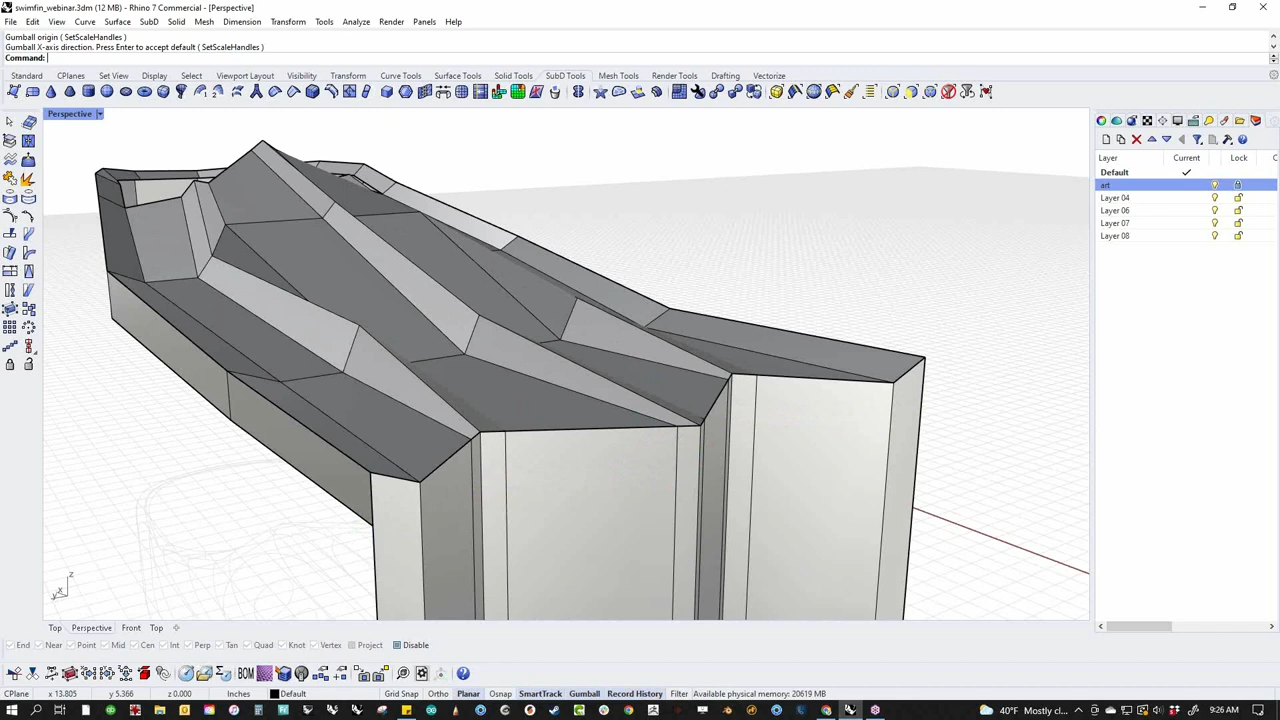 swimfin_webinar.3dm (12 MB) - Rhino 7 Commercial - [Perspective]
File Edit View Curve Surface SubD Solid Mesh Dimension Transform Tools Analyze Render Panels Help
Gumball origin ( SetScaleHandles )
Gumball X-axis direction. Press Enter to accept default ( SetScaleHandles )
Command:
Standard CPlanes Set View Display Select Viewport Layout Visibility Transform Curve Tools Surface Tools Solid Tools SubD Tools Mesh Tools Render Tools Drafting Vectorize
Perspective
Layer Current Lock C
Default
art
Layer 04
Layer 06
Layer 07
Layer 08
z
y x
Top Perspective Front Top
End Near Point Mid Cen Int Perp Tan Quad Knot Vertex Project Disable
BOM
CPlane x 13.805 y 5.366 z 0.000 Inches Default Grid Snap Ortho Planar Osnap SmartTrack Gumball Record History Filter Available physical memory: 20619 MB
40°F Mostly cl... 9:26 AM